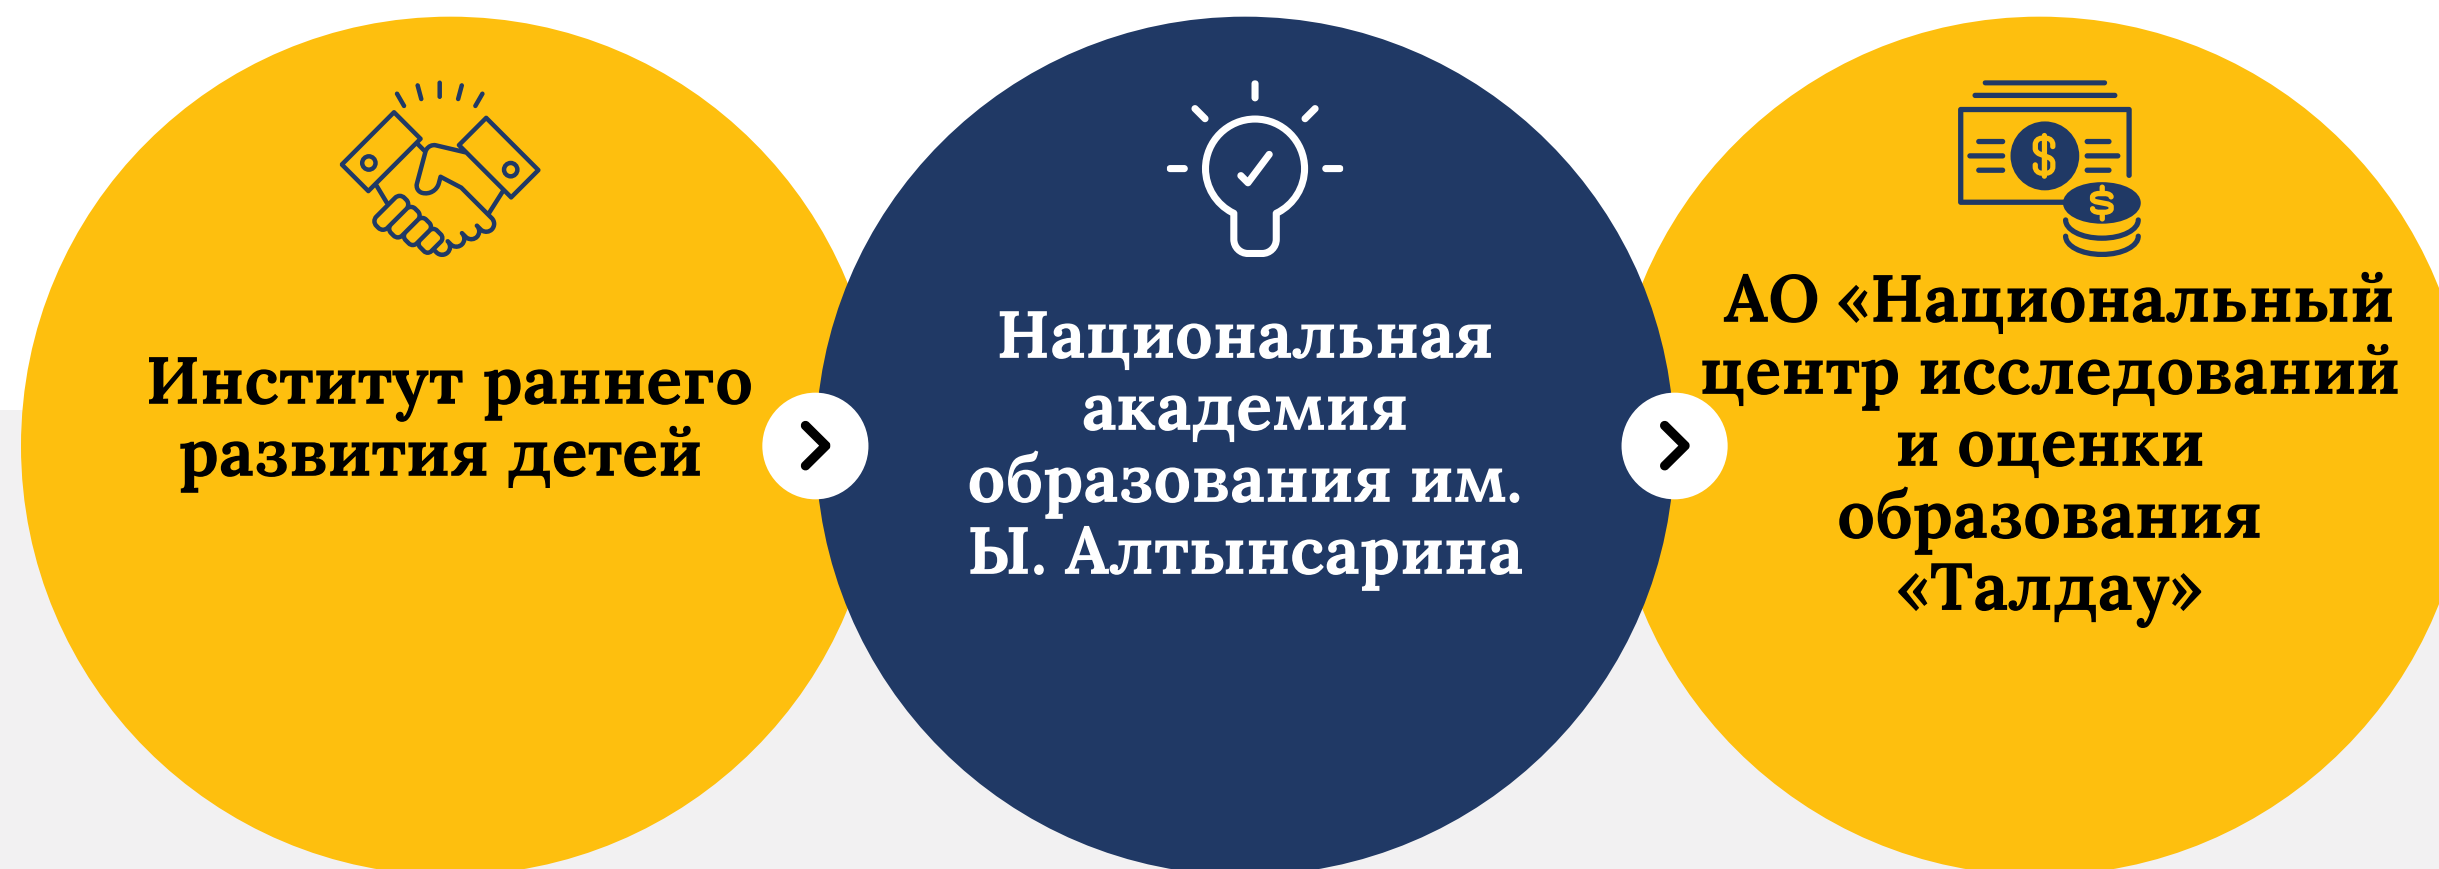 Институт раннего
развития детей
Национальная
академия
образования им.
Ы. Алтынсарина
АО «Национальный
центр исследований
и оценки
образования
«Талдау»